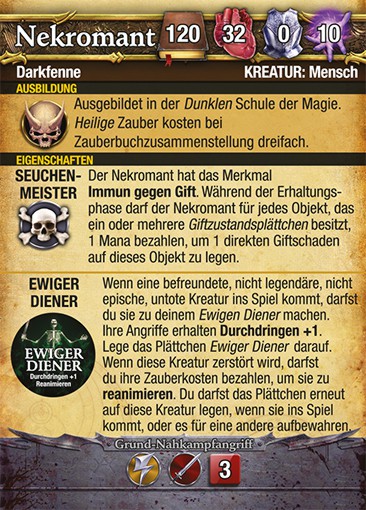 Nekromant 120 32 0 10
Darkfenne KREATUR: Mensch
AUSBILDUNG
Ausgebildet in der Dunklen Schule der Magie.
Heilige Zauber kosten bei
Zauberbuchzusammenstellung dreifach.
EIGENSCHAFTEN
SEUCHEN-
MEISTER
Der Nekromant hat das Merkmal
Immun gegen Gift. Während der Erhaltungs-
phase darf der Nekromant für jedes Objekt, das
ein oder mehrere Giftzustandsplättchen besitzt,
1 Mana bezahlen, um 1 direkten Giftschaden
auf dieses Objekt zu legen.
EWIGER
DIENER
EWIGER
DIENER
Durchdringen +1
Reanimieren
Wenn eine befreundete, nicht legendäre, nicht
epische, untote Kreatur ins Spiel kommt, darfst
du sie zu deinem Ewigen Diener machen.
Ihre Angriffe erhalten Durchdringen +1.
Lege das Plättchen Ewiger Diener darauf.
Wenn diese Kreatur zerstört wird, darfst
du ihre Zauberkosten bezahlen, um sie zu
reanimieren. Du darfst das Plättchen erneut
auf diese Kreatur legen, wenn sie ins Spiel
kommt, oder es für eine andere aufbewahren.
Grund-Nahkampfangriff
3